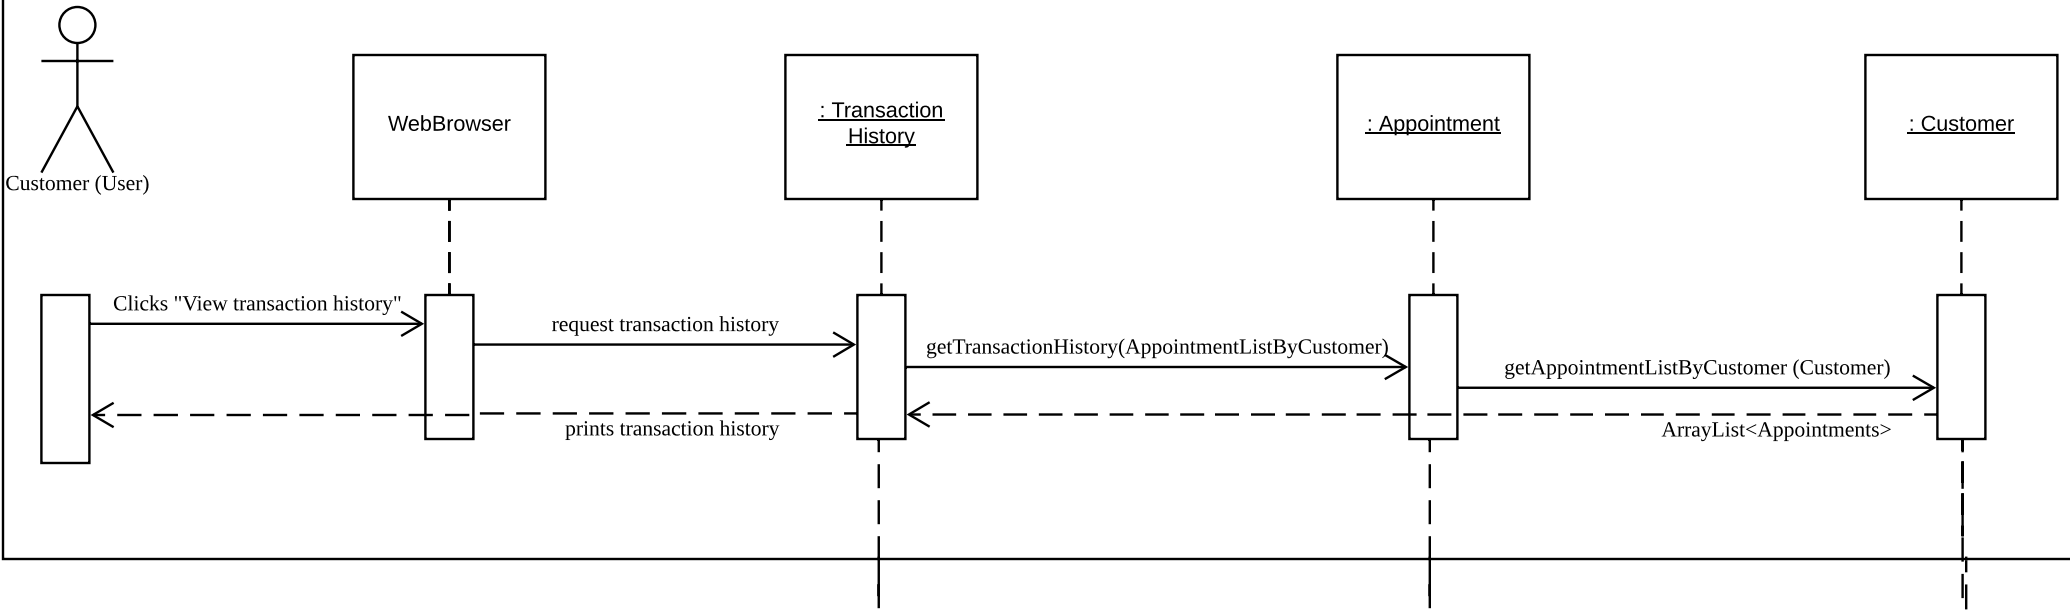 Customer (User)
WebBrowser
: Transaction
History
: Appointment
: Customer
Clicks "View transaction history"
request transaction history
getTransactionHistory(AppointmentListByCustomer)
getAppointmentListByCustomer (Customer)
prints transaction history
ArrayList<Appointments>